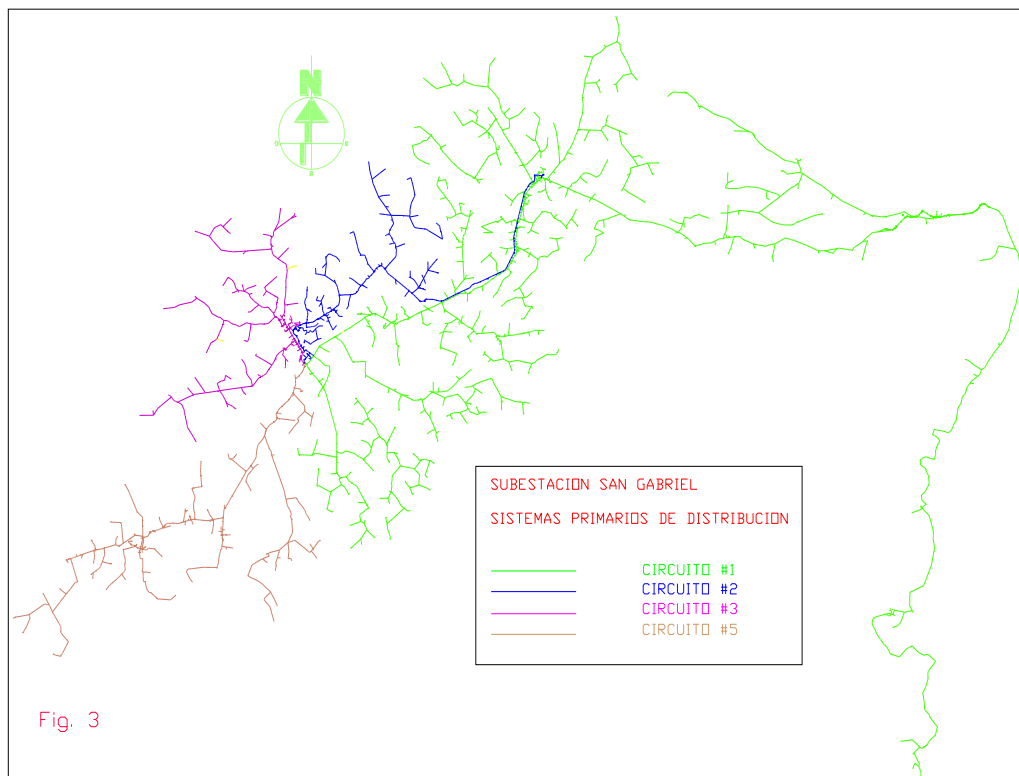 N
O
E
S
SUBESTACION SAN GABRIEL
SISTEMAS PRIMARIOS DE DISTRIBUCION
CIRCUITO #1
CIRCUITO #2
CIRCUITO #3
CIRCUITO #5
Fig. 3